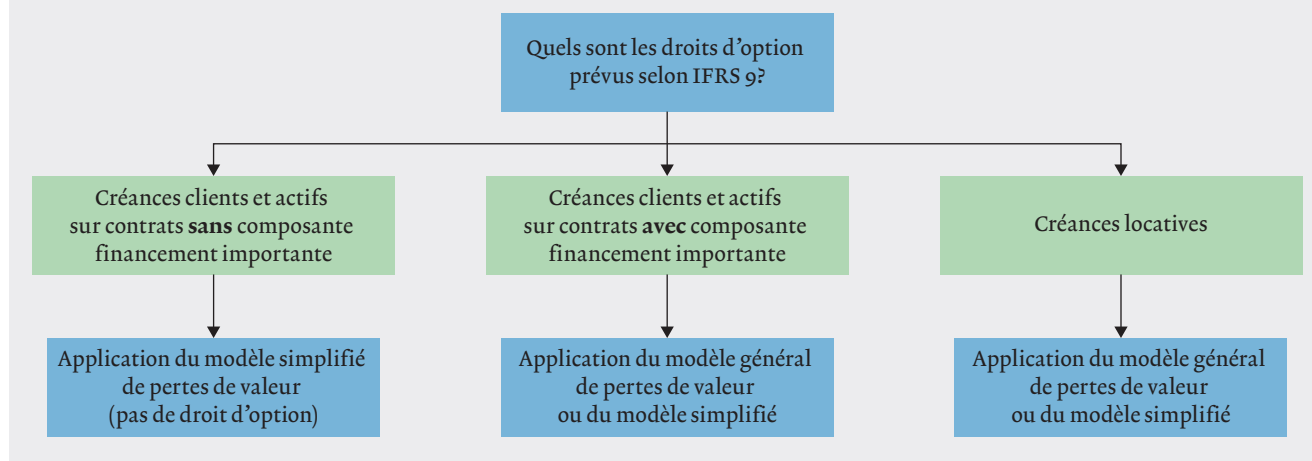 Quels sont les droits d’option
prévus selon IFRS 9?
Créances clients et actifs
sur contrats sans composante
financement importante
Créances clients et actifs
sur contrats avec composante
financement importante
Créances locatives
Application du modèle simplifié
de pertes de valeur
(pas de droit d’option)
Application du modèle général
de pertes de valeur
ou du modèle simplifié
Application du modèle général
de pertes de valeur
ou du modèle simplifié